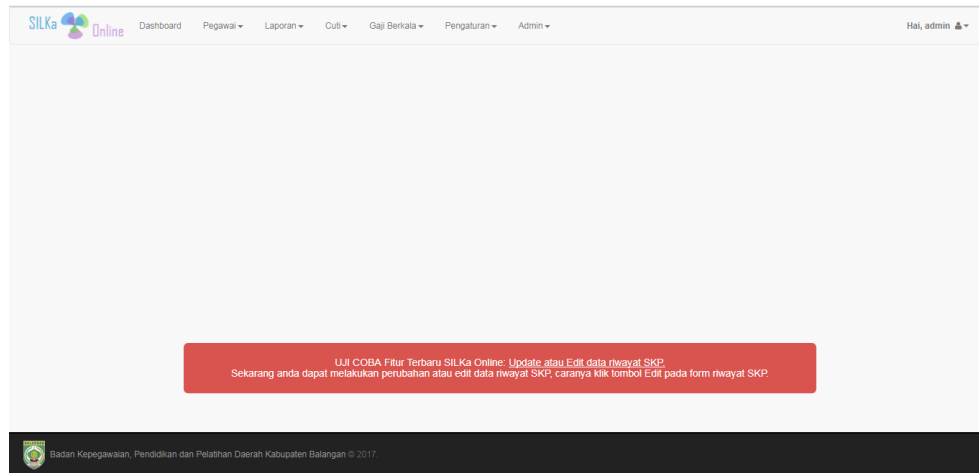 SILKa Online
Dashboard Pegawai Laporan Cuti Gaji Berkala Pengaturan Admin Hai, admin
UJI COBA Fitur Terbaru SILKa Online: Update atau Edit data riwayat SKP.
Sekarang anda dapat melakukan perubahan atau edit data riwayat SKP, caranya klik tombol Edit pada form riwayat SKP.
Badan Kepegawaian, Pendidikan dan Pelatihan Daerah Kabupaten Balangan © 2017.